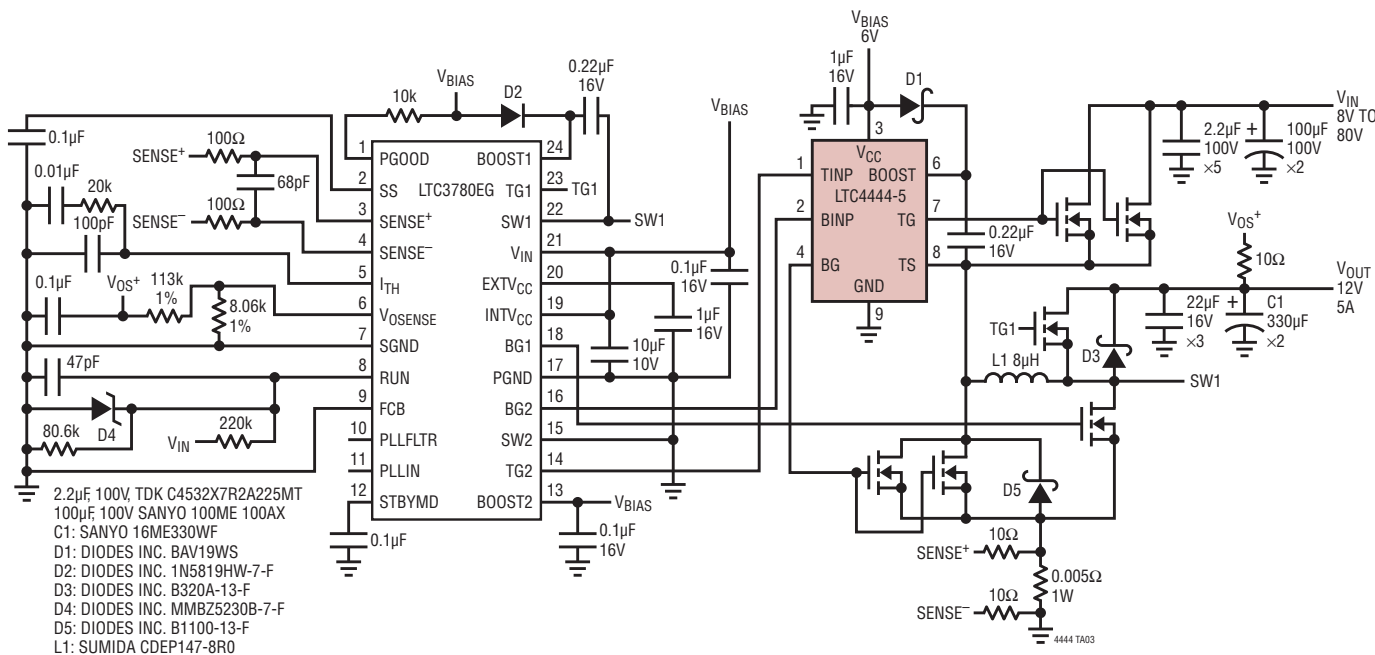 VBIAS
6V
1µF
16V
D1
VBIAS
D2
0.22µF
16V
10k
VBIAS
0.1µF
SENSE+
100Ω
68pF
SENSE−
100Ω
0.01µF
20k
100pF
0.1µF
VOS+
113k
1%
8.06k
1%
47pF
D4
80.6k
VIN
220k
1
PGOOD
2
SS
3
SENSE+
4
SENSE−
5
ITH
6
VOSENSE
7
SGND
8
RUN
9
FCB
10
PLLFLTR
11
PLLIN
12
STBYMD
0.1µF
LTC3780EG
BOOST1
24
TG1
23
TG1
SW1
22
SW1
VIN
21
EXTVCC
20
INTVCC
19
BG1
18
PGND
17
BG2
16
SW2
15
TG2
14
BOOST2
13
VBIAS
0.1µF
16V
0.1µF
16V
1µF
16V
10µF
10V
3
VCC
1
TINP
BOOST
6
LTC4444-5
2
BINP
TG
7
4
BG
TS
8
GND
9
0.22µF
16V
2.2µF
100V
×5
+
100µF
100V
×2
VIN
8V TO
80V
VOS+
10Ω
VOUT
12V
5A
22µF
16V
×3
+
C1
330µF
×2
TG1
D3
L1 8µH
SW1
D5
SENSE+
10Ω
0.005Ω
1W
SENSE−
10Ω
4444 TA03
2.2µF, 100V, TDK C4532X7R2A225MT
100µF, 100V SANYO 100ME 100AX
C1: SANYO 16ME330WF
D1: DIODES INC. BAV19WS
D2: DIODES INC. 1N5819HW-7-F
D3: DIODES INC. B320A-13-F
D4: DIODES INC. MMBZ5230B-7-F
D5: DIODES INC. B1100-13-F
L1: SUMIDA CDEP147-8R0